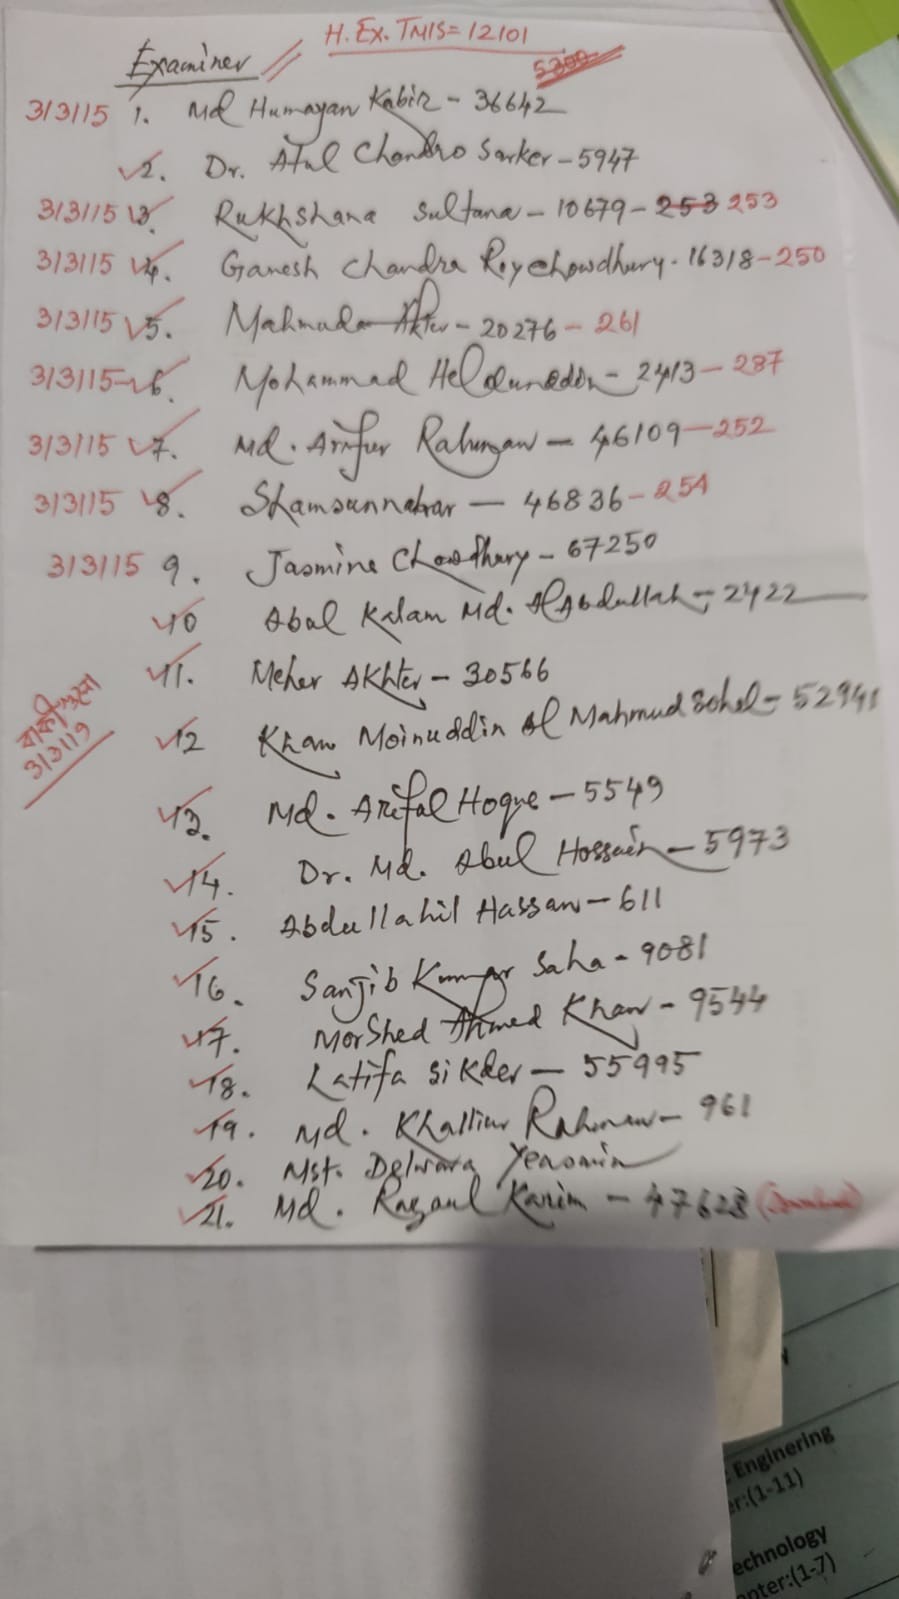 H. Ex. TMIS = 12101
Examiner
5300
3/3/15 1. Md Humayan Kabir - 36642
2. Dr. Atul Chandro Sarker - 5947
3/3/15 3. Rukhshana Sultana - 10679 - 253 253
3/3/15 4. Ganesh Chandra Roychowdhury - 16318 - 250
3/3/15 5. Mahmuda Akter - 20276 - 261
3/3/15 - 6. Mohammad Helaluneddin - 2413 - 287
3/3/15 7. Md. Arifur Rahman - 46109 - 252
3/3/15 8. Shamsunnahar - 46836 - 254
3/3/15 9. Jasmine Chowdhury - 67250
10 Abul Kalam Md. Al Abdullah - 2422
11. Meher Akhter - 30566
12 Khan Moinuddin Al Mahmud Sohel - 52941
3/3/19
13. Md. Ariful Hoque - 5549
14. Dr. Md. Abul Hossain - 5973
15. Abdullahil Hassan - 611
16. Sanjib Kumar Saha - 9081
17. Morshed Ahmed Khan - 9544
18. Latifa Sikder - 55995
19. Md. Khalilur Rahman - 961
20. Mst. Delwara Yeasmin
21. Md. Razaul Karim - 47628
Enginering
(1-11)
echnology
pter:(1-7)